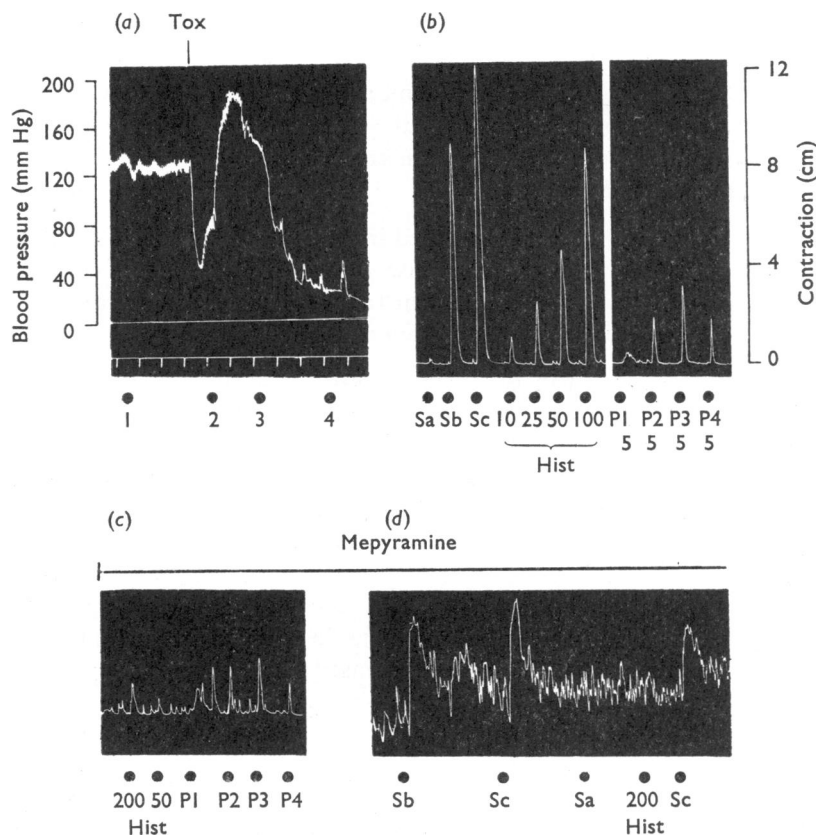 (a)
Tox
Blood pressure (mm Hg)
200
160
120
80
40
0
1 2 3 4
(b)
12
8
4
0
Contraction (cm)
Sa Sb Sc 10 25 50 100 P1 P2 P3 P4
5 5 5 5
Hist
(c) (d)
Mepyramine
200 50 P1 P2 P3 P4
Hist
Sb Sc Sa 200 Sc
Hist